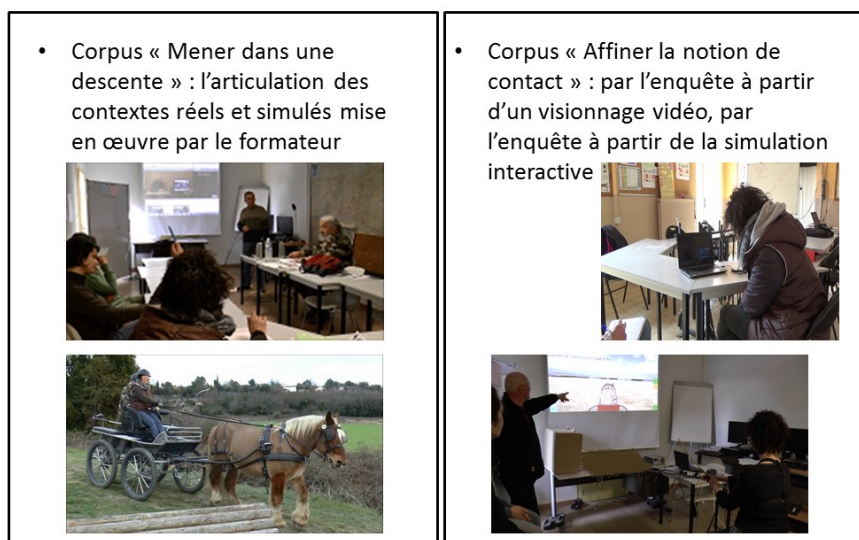 • Corpus « Mener dans une
descente » : l’articulation des
contextes réels et simulés mise
en œuvre par le formateur
• Corpus « Affiner la notion de
contact » : par l’enquête à partir
d’un visionnage vidéo, par
l’enquête à partir de la simulation
interactive